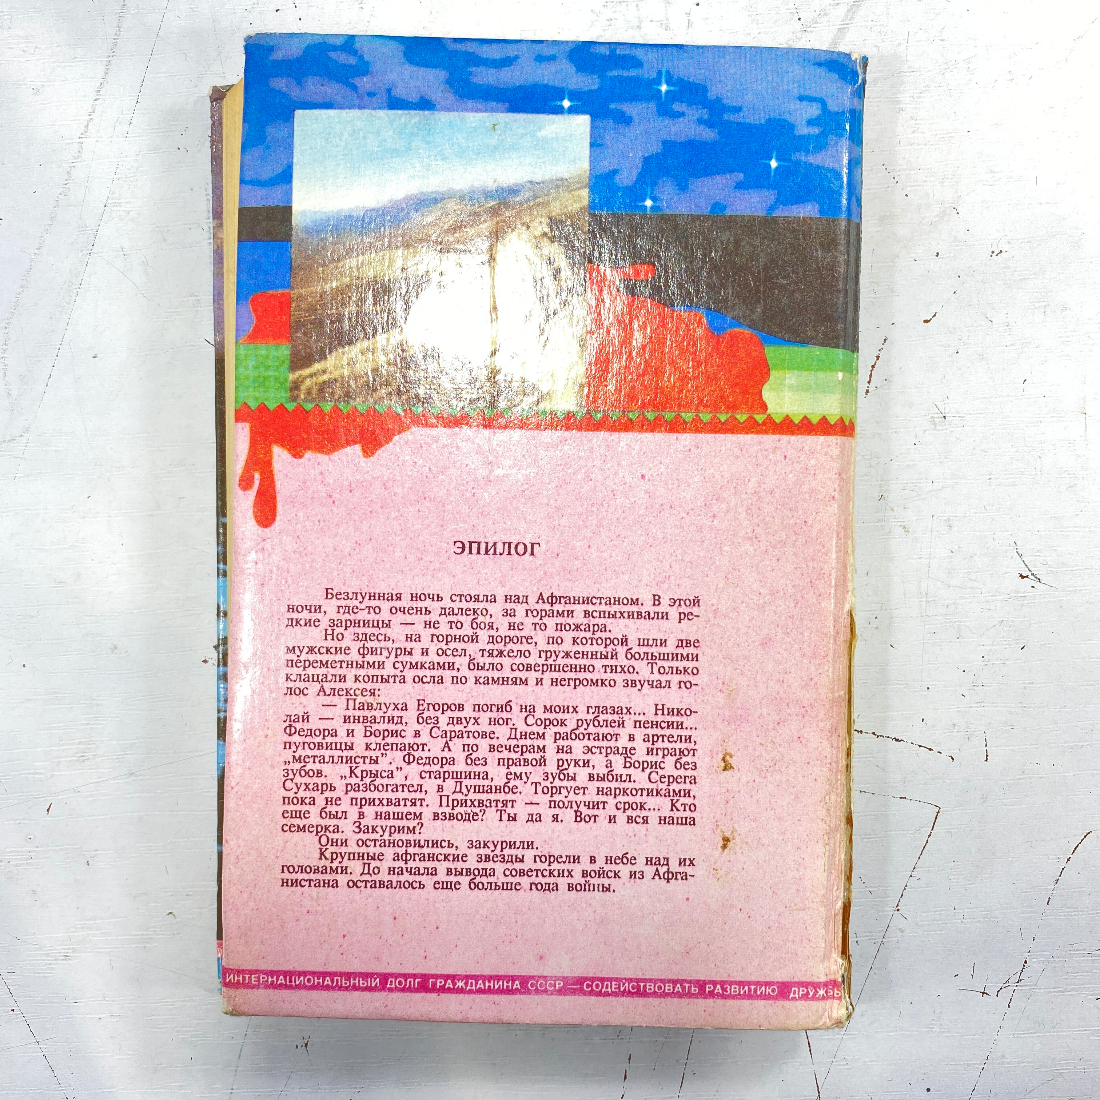 ЭПИЛОГ
Безлунная ночь стояла над Афганистаном. В этой
ночи, где-то очень далеко, за горами вспыхивали ре-
дкие зарницы — не то боя, не то пожара.
Но здесь, на горной дороге, по которой шли две
мужские фигуры и осел, тяжело груженный большими
переметными сумками, было совершенно тихо. Только
клацали копыта осла по камням и негромко звучал го-
лос Алексея:
— Павлуха Егоров погиб на моих глазах... Нико-
лай — инвалид, без двух ног. Сорок рублей пенсии...
Федора и Борис в Саратове. Днем работают в артели,
пуговицы клепают. А по вечерам на эстраде играют
„металлисты". Федора без правой руки, а Борис без
зубов. „Крыса", старшина, ему зубы выбил. Серега
Сухарь разбогател, в Душанбе. Торгует наркотиками,
пока не прихватят. Прихватят — получит срок... Кто
еще был в нашем взводе? Ты да я. Вот и вся наша
семерка. Закурим?
Они остановились, закурили.
Крупные афганские звезды горели в небе над их
головами. До начала вывода советских войск из Афга-
нистана оставалось еще больше года войны.
ИНТЕРНАЦИОНАЛЬНЫЙ ДОЛГ ГРАЖДАНИНА СССР — СОДЕЙСТВОВАТЬ РАЗВИТИЮ ДРУЖБЫ